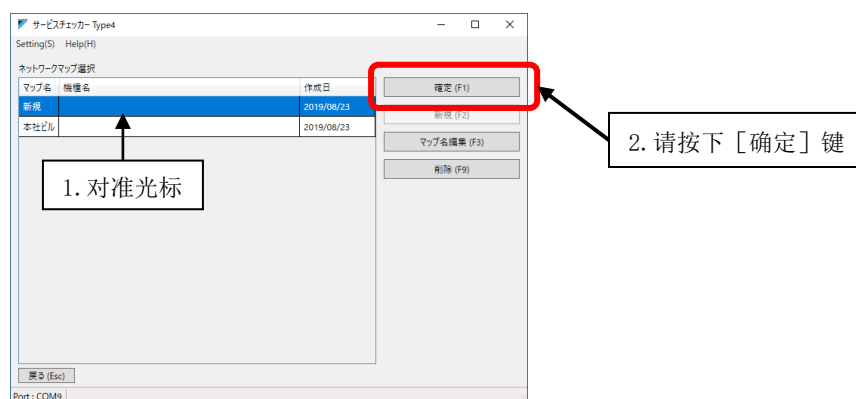 サービスチェッカー Type4
Setting(S) Help(H)
ネットワークマップ選択
マップ名 機種名 作成日
新規 2019/08/23
本社ビル 2019/08/23
確定 (F1)
新規 (F2)
マップ名編集 (F3)
削除 (F9)
1.对准光标
2.请按下［确定］键
戻る (Esc)
Port : COM9